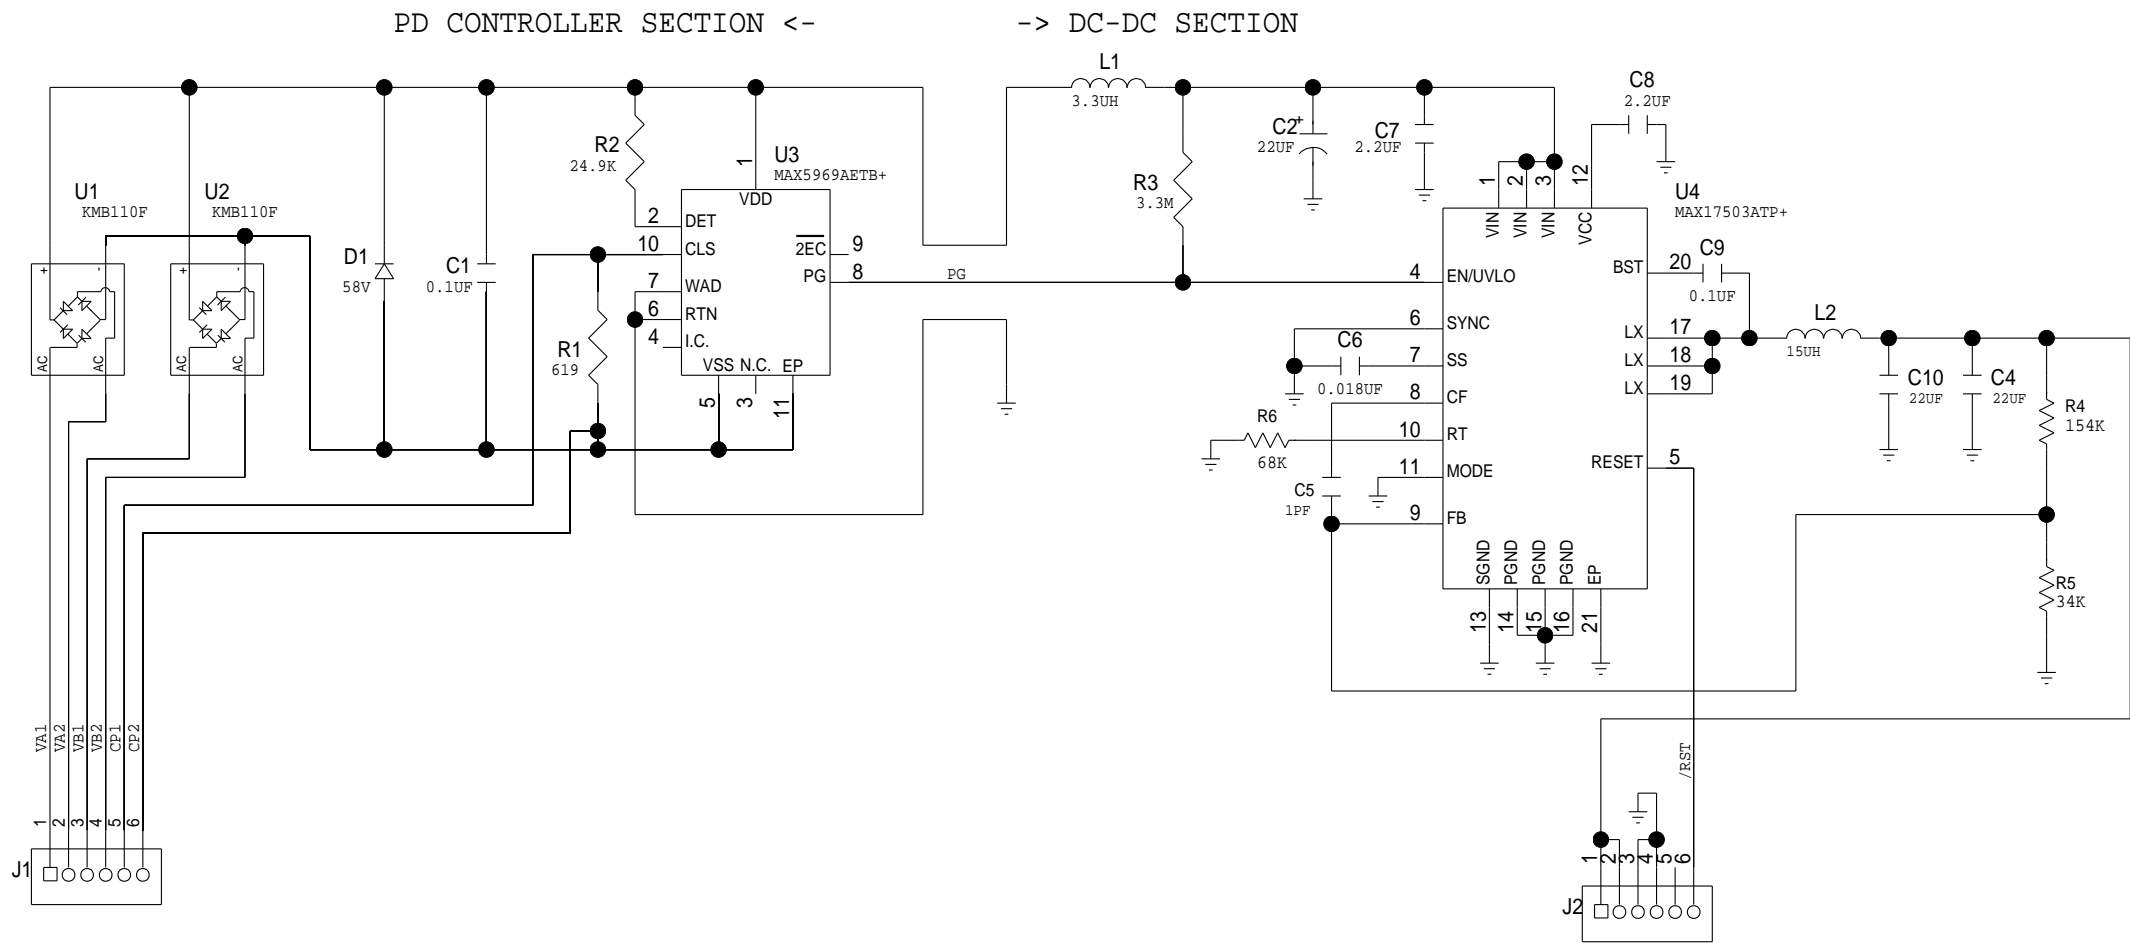 PD CONTROLLER SECTION <-
-> DC-DC SECTION
L1
3.3UH
C8
2.2UF
R2
24.9K
U3
MAX5969AETB+
1
VDD
C2
+
22UF
C7
2.2UF
R3
3.3M
1
2
3
12
VIN
VIN
VIN
VCC
U4
MAX17503ATP+
U1
KMB110F
U2
KMB110F
+
-
AC
AC
+
-
AC
AC
D1
58V
C1
0.1UF
R1
619
2
DET
10
CLS
7
WAD
6
RTN
4
I.C.
2EC
9
PG
8
PG
VSS
N.C.
EP
5
3
11
4
EN/UVLO
6
SYNC
7
SS
8
CF
10
RT
11
MODE
9
FB
C6
0.018UF
R6
68K
C5
1PF
BST
20
C9
0.1UF
LX
17
LX
18
LX
19
RESET
5
L2
15UH
C10
22UF
C4
22UF
R4
154K
R5
34K
SGND
PGND
PGND
PGND
EP
13
14
15
16
21
VA1
VA2
VB1
VB2
CP1
CP2
1
2
3
4
5
6
J1
/RST
1
2
3
4
5
6
J2